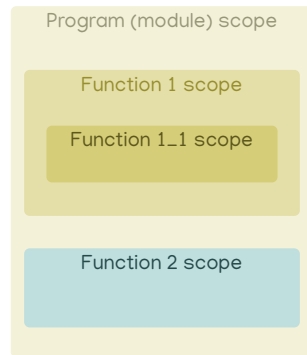 Program (module) scope
Function 1 scope
Function 1_1 scope
Function 2 scope